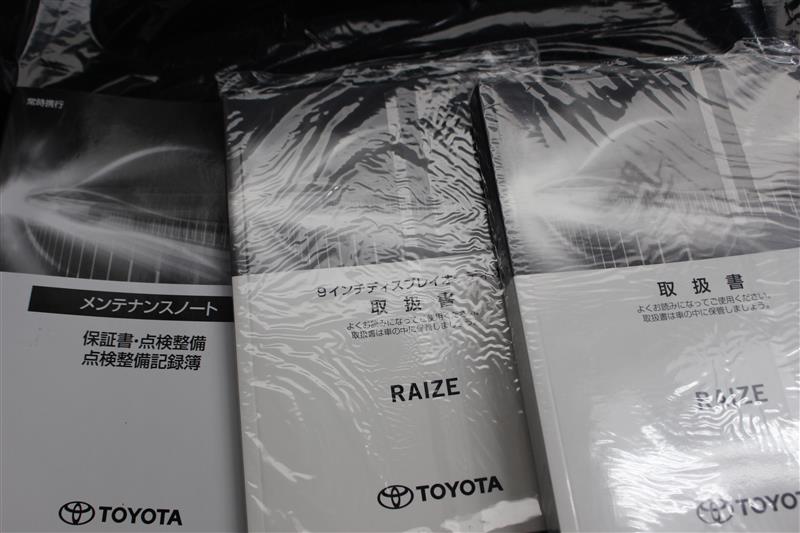 常時携行
メンテナンスノート
保証書・点検整備
点検整備記録簿
TOYOTA
9インチディスプレイオーディオ
取扱書
よくお読みになってご使用ください。
取扱書は車の中に保管しましょう。
RAIZE
TOYOTA
取扱書
よくお読みになってご使用ください。
取扱書は車の中に保管しましょう。
RAIZE
TOYOTA